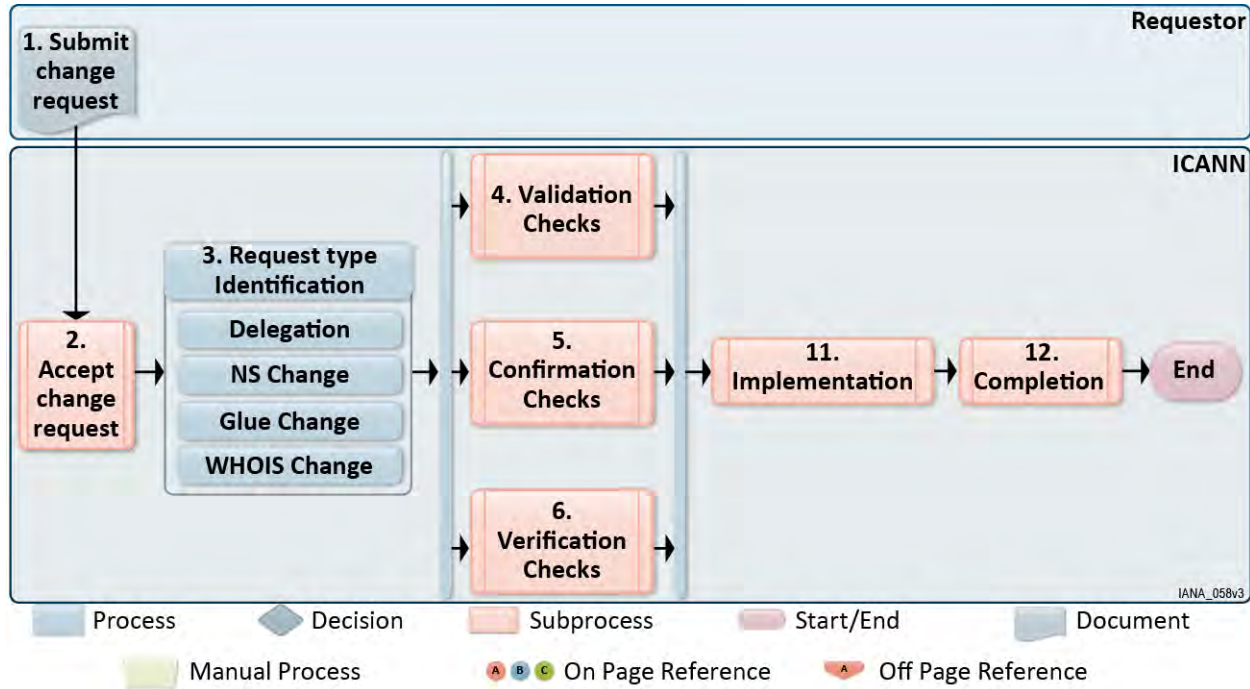 Requestor
1. Submit
change
request
ICANN
2.
Accept
change
request
3. Request type
Identification
Delegation
NS Change
Glue Change
WHOIS Change
4. Validation
Checks
5.
Confirmation
Checks
6.
Verification
Checks
11.
Implementation
12.
Completion
End
IANA_058v3
Process
Decision
Subprocess
Start/End
Document
Manual Process
A B C On Page Reference
A Off Page Reference